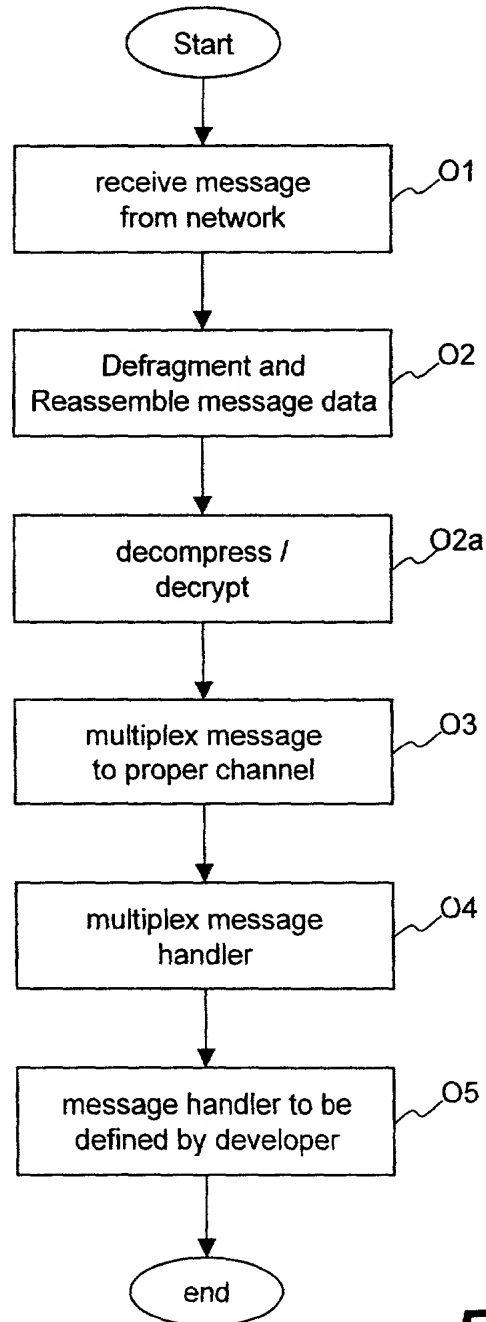 Start
receive message
from network
O1
Defragment and
Reassemble message data
O2
decompress /
decrypt
O2a
multiplex message
to proper channel
O3
multiplex message
handler
O4
message handler to be
defined by developer
O5
end